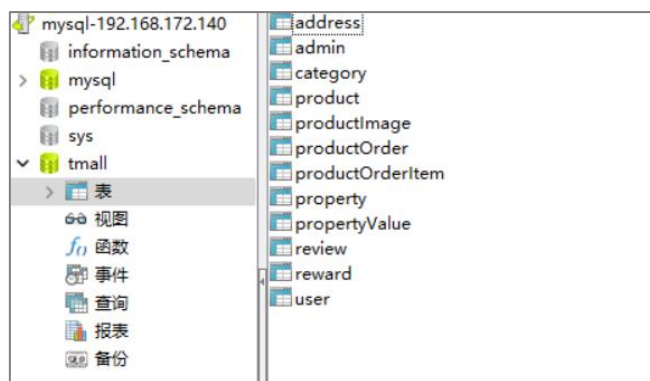 mysql-192.168.172.140
information_schema
mysql
performance_schema
sys
tmall
表
视图
函数
事件
查询
报表
备份
address
admin
category
product
productImage
productOrder
productOrderItem
property
propertyValue
review
reward
user